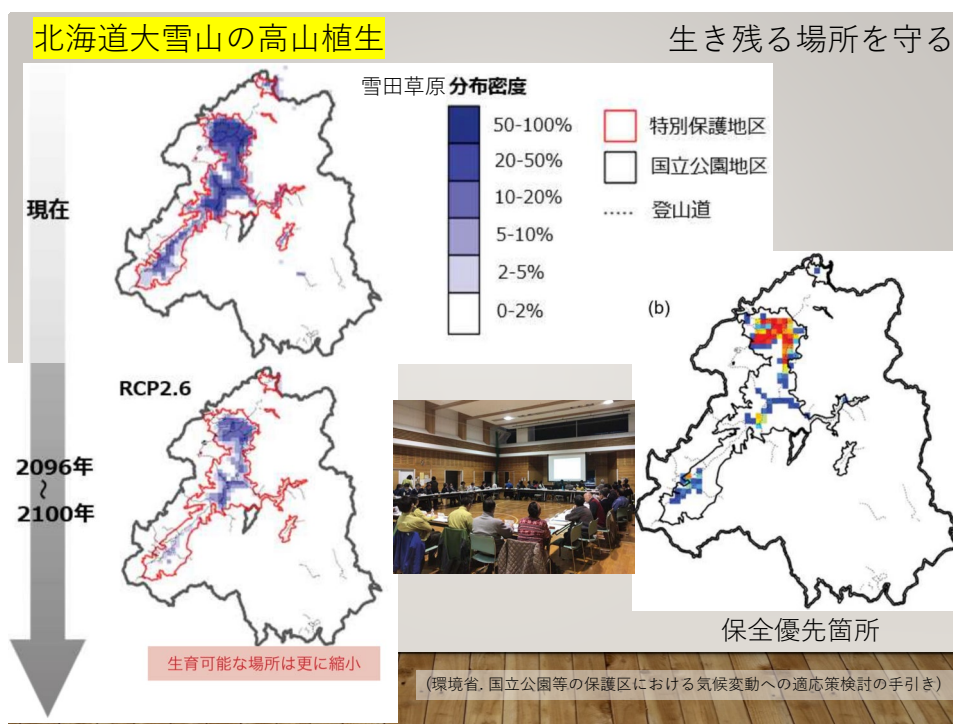 北海道大雪山の高山植生
生き残る場所を守る
雪田草原 分布密度
50-100%
20-50%
10-20%
5-10%
2-5%
0-2%
特別保護地区
国立公園地区
登山道
現在
(b)
RCP2.6
2096年
~
2100年
生育可能な場所は更に縮小
保全優先箇所
(環境省. 国立公園等の保護区における気候変動への適応策検討の手引き)